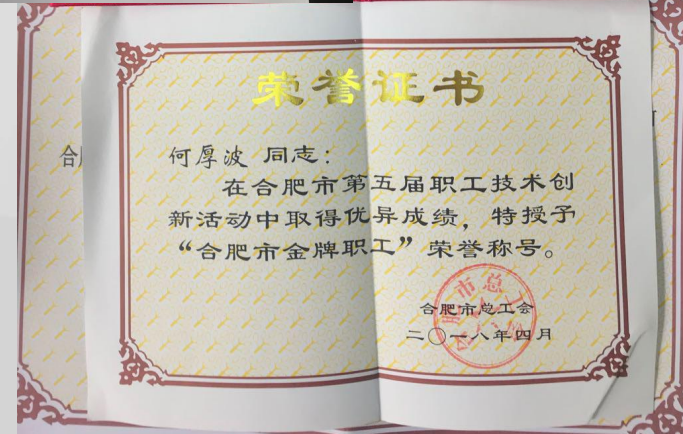 荣誉证书
何厚波 同志：
在合肥市第五届职工技术创
新活动中取得优异成绩，特授予
“合肥市金牌职工”荣誉称号。
合肥市总工会
二〇一八年四月
合